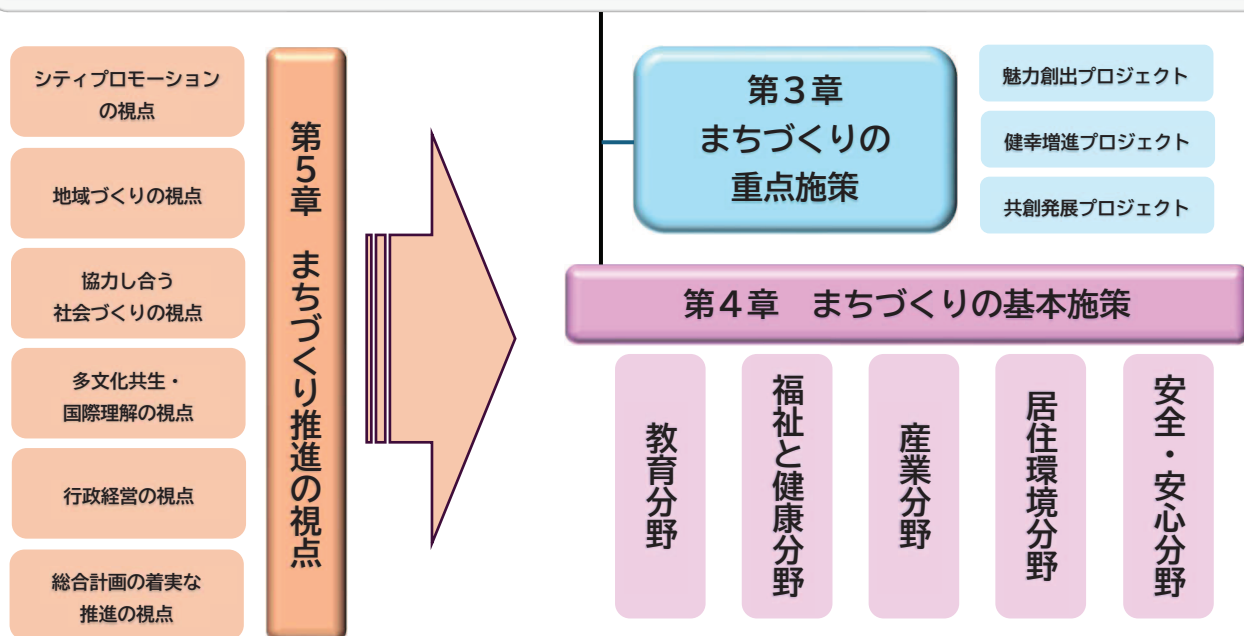 シティプロモーション
の視点
地域づくりの視点
協力し合う
社会づくりの視点
多文化共生・
国際理解の視点
行政経営の視点
総合計画の着実な
推進の視点
第5章　まちづくり推進の視点
第3章
まちづくりの
重点施策
魅力創出プロジェクト
健幸増進プロジェクト
共創発展プロジェクト
第4章　まちづくりの基本施策
教育分野
福祉と健康分野
産業分野
居住環境分野
安全・安心分野